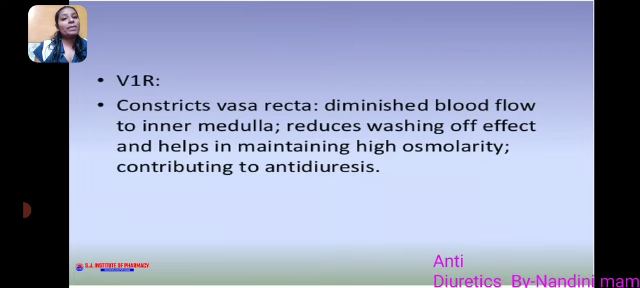 • V1R:
• Constricts vasa recta: diminished blood flow
to inner medulla; reduces washing off effect
and helps in maintaining high osmolarity;
contributing to antidiuresis.
S.J. INSTITUTE OF PHARMACY
Anti
Diuretics By-Nandini mam